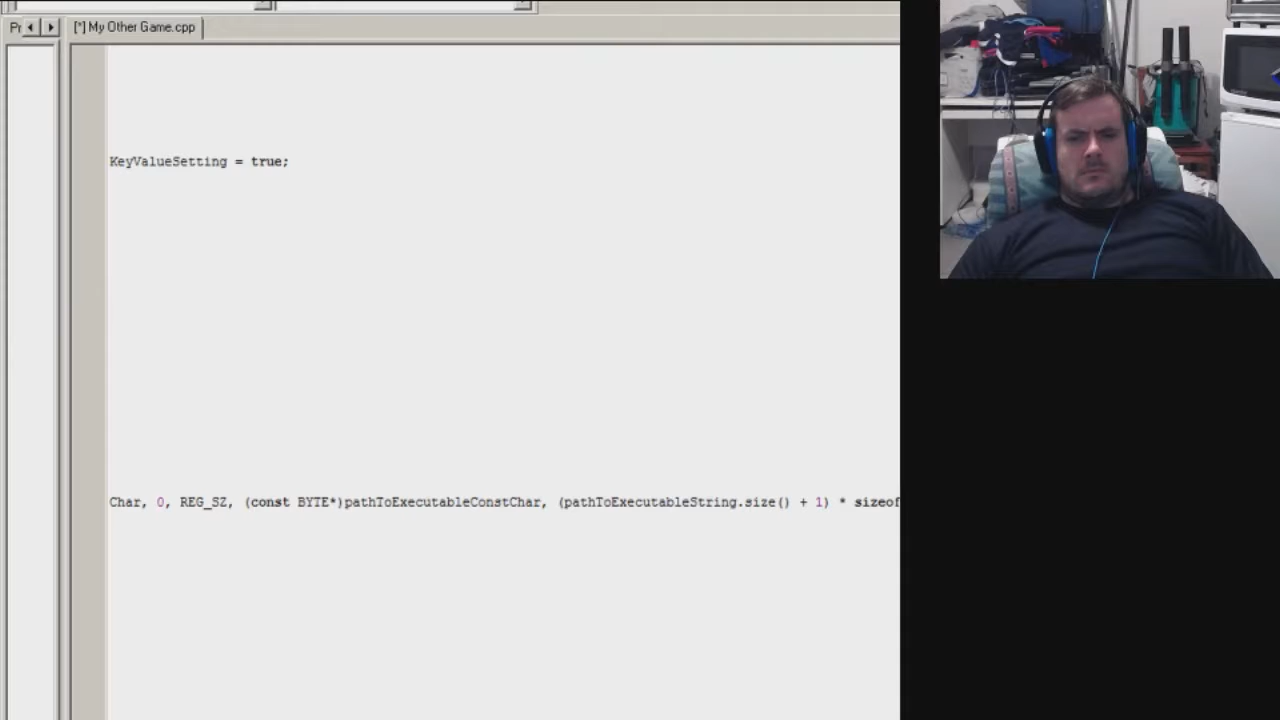 Pr
[*] My Other Game.cpp
KeyValueSetting = true;
Char, 0, REG_SZ, (const BYTE*)pathToExecutableConstChar, (pathToExecutableString.size() + 1) * sizeof